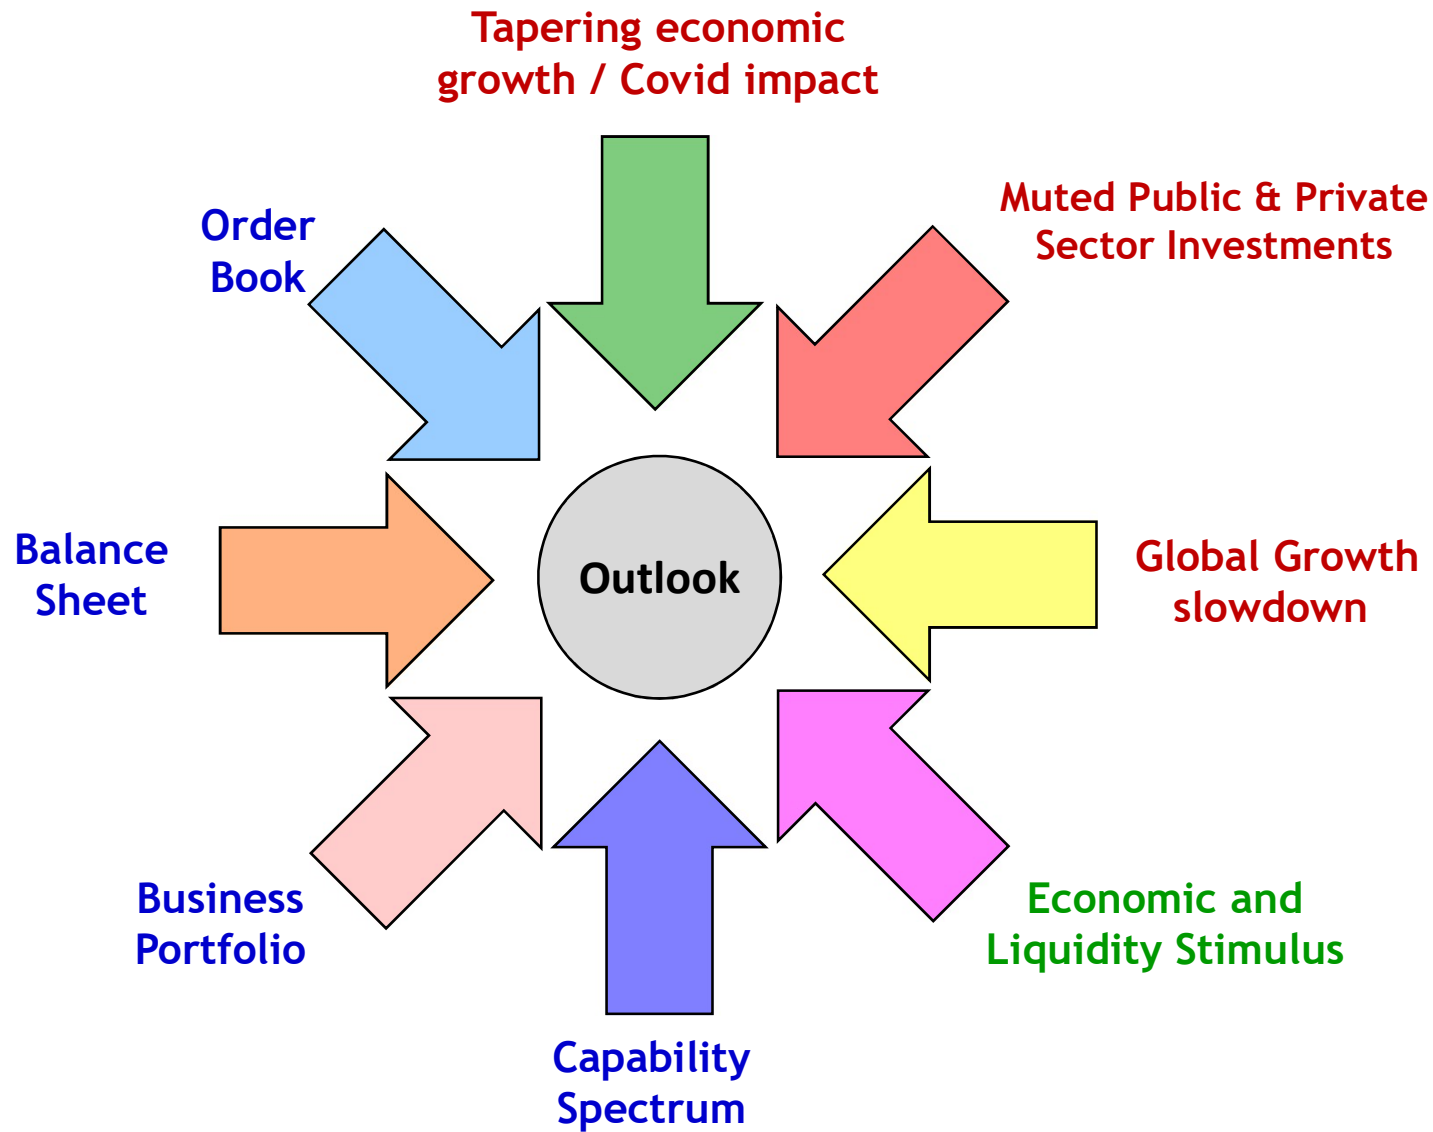 Tapering economic
growth / Covid impact
Muted Public & Private
Sector Investments
Order
Book
Balance
Sheet
Outlook
Global Growth
slowdown
Business
Portfolio
Economic and
Liquidity Stimulus
Capability
Spectrum